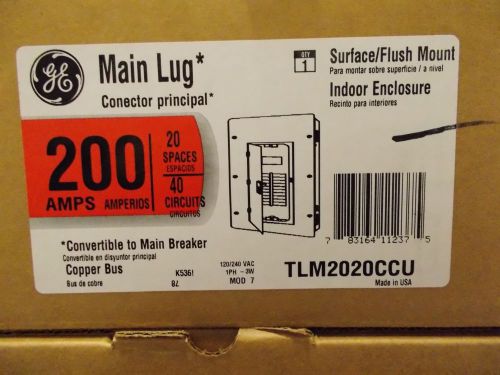 GE
Main Lug*
Conector principal*
QTY
1
Surface/Flush Mount
Para montar sobre superficie / a nivel
Indoor Enclosure
Recinto para interiores
200
AMPS AMPERIOS
20
SPACES
ESPACIOS
40
CIRCUITS
CIRCUITOS
*Convertible to Main Breaker
Convertible en disyuntor principal
Copper Bus
Bus de cobre
120/240 VAC
1PH - 3W
MOD 7
7 83164 11237 5
TLM2020CCU
Made in USA